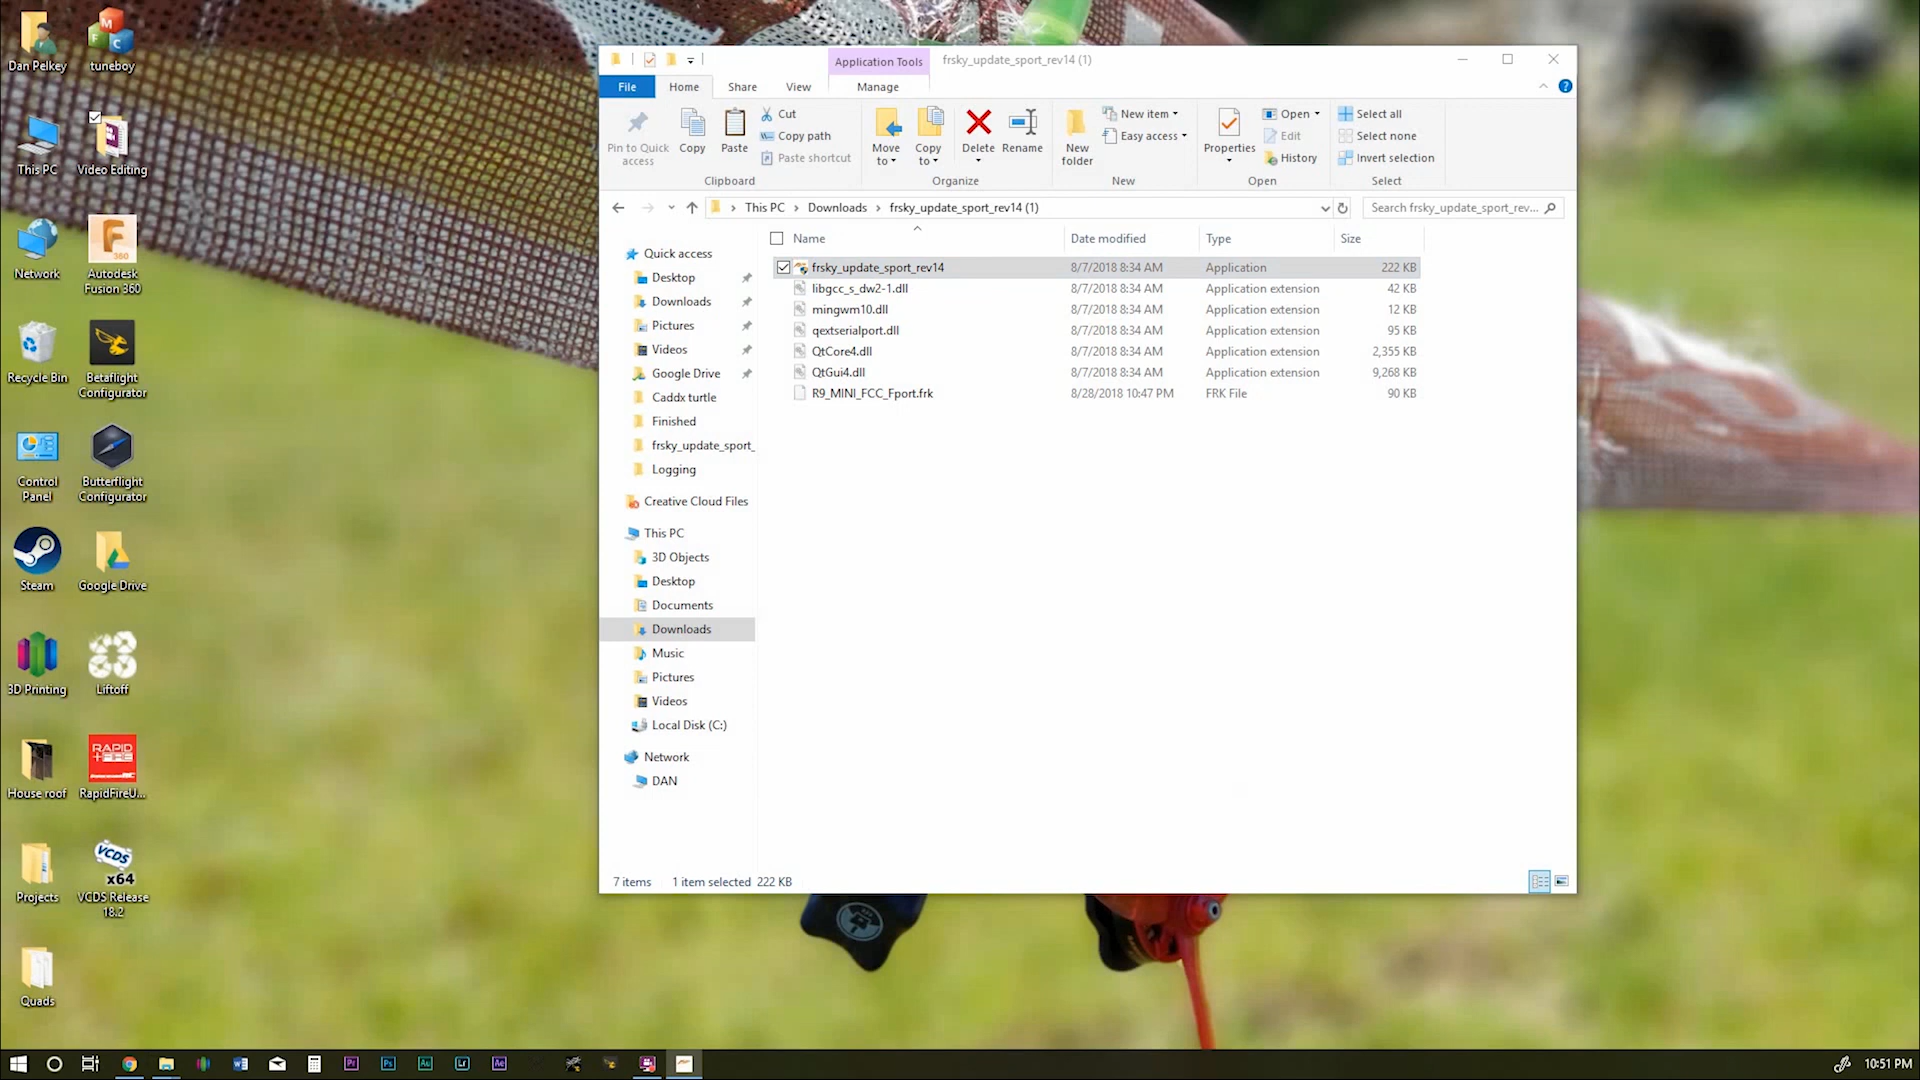 Dan Pelkey
tuneboy
This PC
Video Editing
Network
Autodesk
Fusion 360
Recycle Bin
Betaflight
Configurator
Control
Panel
Butterflight
Configurator
Steam
Google Drive
3D Printing
Liftoff
House roof
RAPID
RapidFireU...
Projects
VCDS
x64
VCDS Release
18.2
Quads
Application Tools
frsky_update_sport_rev14 (1)
File
Home
Share
View
Manage
Pin to Quick
access
Copy
Paste
Cut
Copy path
Paste shortcut
Clipboard
Move
to
Copy
to
Delete
Rename
Organize
New
folder
New item
Easy access
New
Properties
Open
Edit
History
Open
Select all
Select none
Invert selection
Select
This PC > Downloads > frsky_update_sport_rev14 (1)
Search frsky_update_sport_rev...
Name Date modified Type Size
frsky_update_sport_rev14 8/7/2018 8:34 AM Application 222 KB
libgcc_s_dw2-1.dll 8/7/2018 8:34 AM Application extension 42 KB
mingwm10.dll 8/7/2018 8:34 AM Application extension 12 KB
qextserialport.dll 8/7/2018 8:34 AM Application extension 95 KB
QtCore4.dll 8/7/2018 8:34 AM Application extension 2,355 KB
QtGui4.dll 8/7/2018 8:34 AM Application extension 9,268 KB
R9_MINI_FCC_Fport.frk 8/28/2018 10:47 PM FRK File 90 KB
Quick access
Desktop
Downloads
Pictures
Videos
Google Drive
Caddx turtle
Finished
frsky_update_sport_
Logging
Creative Cloud Files
This PC
3D Objects
Desktop
Documents
Downloads
Music
Pictures
Videos
Local Disk (C:)
Network
DAN
7 items 1 item selected 222 KB
10:51 PM